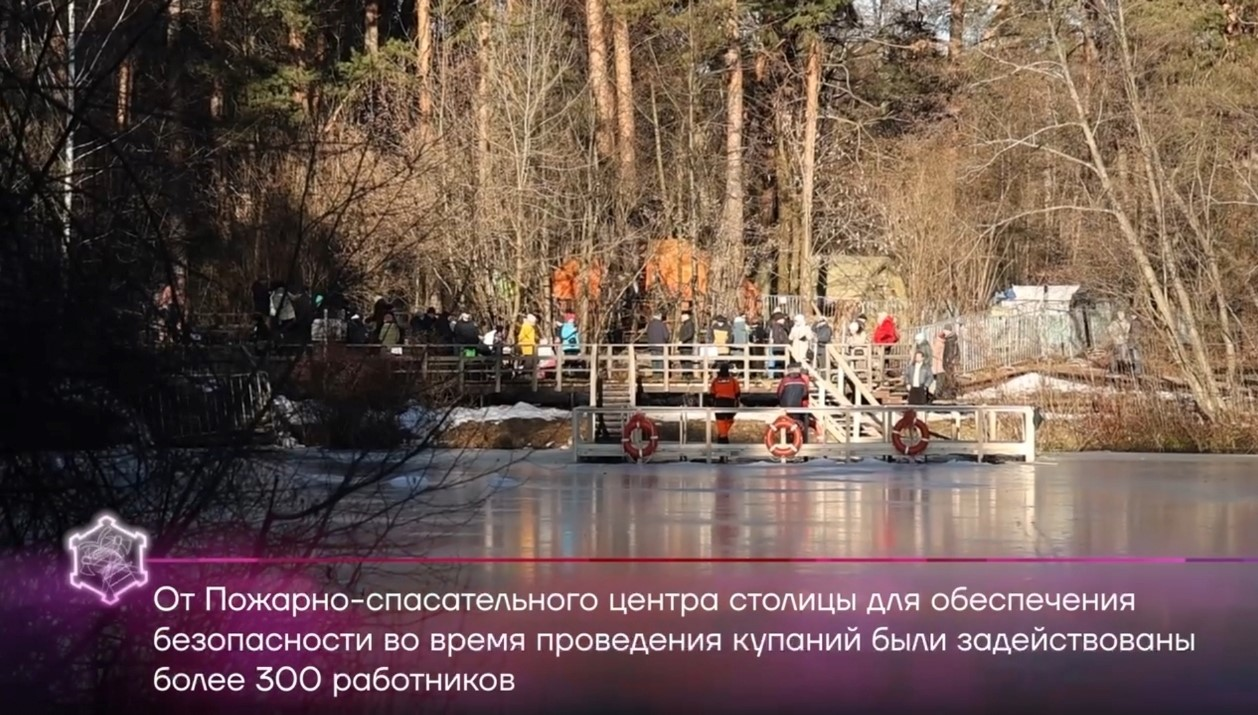 От Пожарно-спасательного центра столицы для обеспечения
безопасности во время проведения купаний были задействованы
более 300 работников